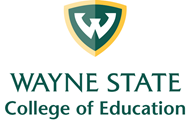 W
WAYNE STATE
College of Education